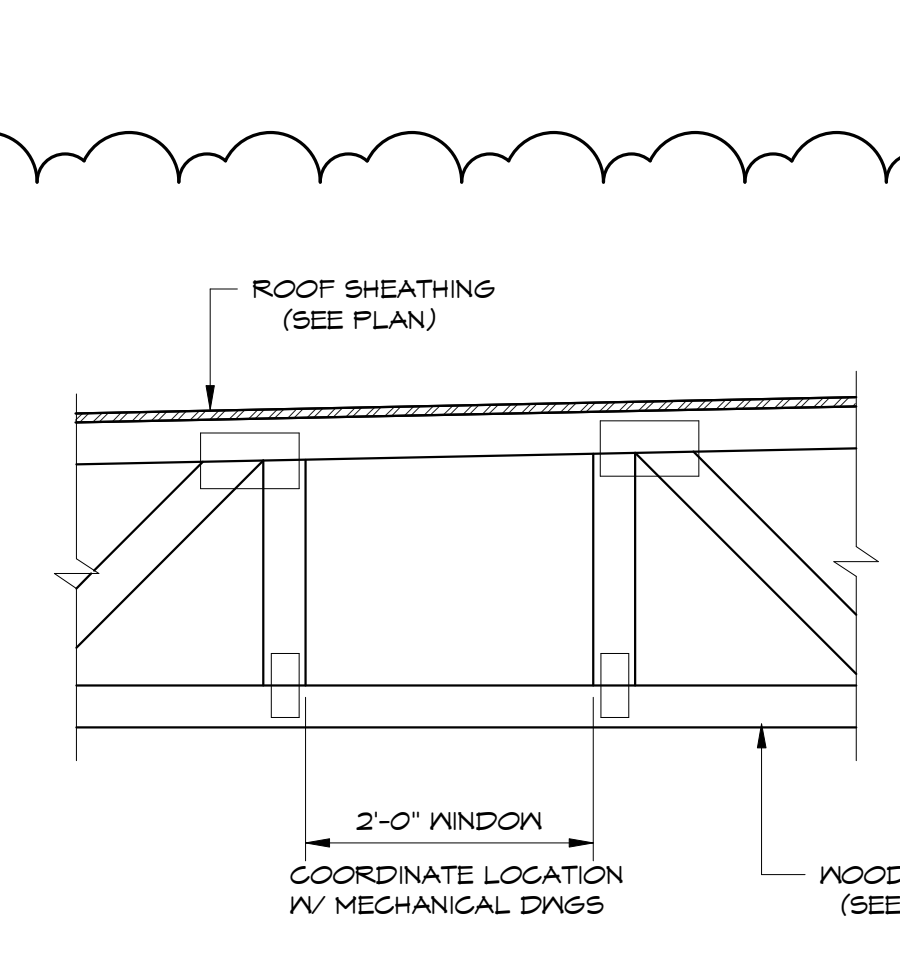 ROOF SHEATHING
(SEE PLAN)
2'-0" WINDOW
COORDINATE LOCATION
W/ MECHANICAL DWGS
WOOD
(SEE